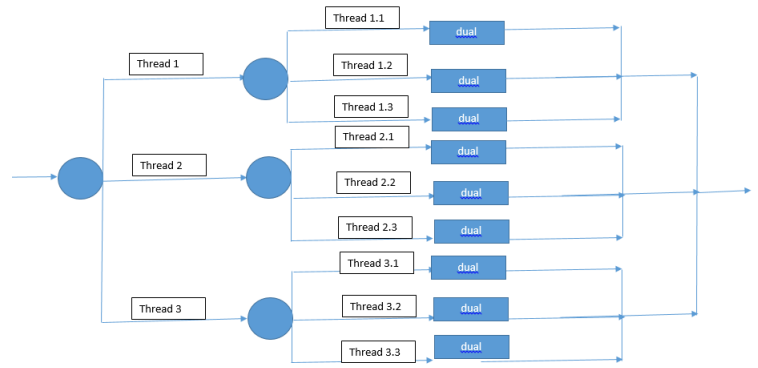 Thread 1.1
dual
Thread 1
Thread 1.2
dual
Thread 1.3
dual
Thread 2.1
dual
Thread 2
Thread 2.2
dual
Thread 2.3
dual
Thread 3.1
dual
Thread 3
Thread 3.2
dual
Thread 3.3
dual